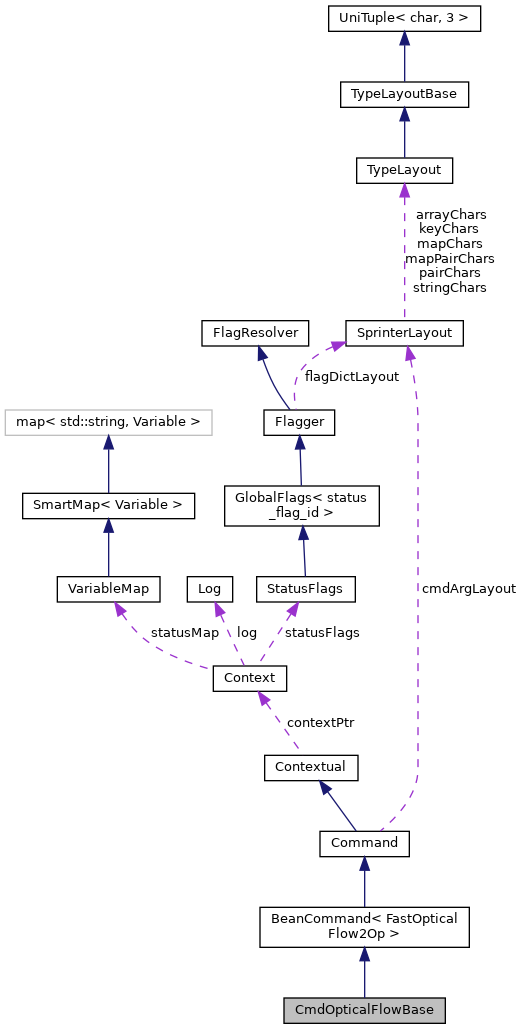 UniTuple< char, 3 >
TypeLayoutBase
TypeLayout
arrayChars
keyChars
mapChars
mapPairChars
pairChars
stringChars
FlagResolver
SprinterLayout
flagDictLayout
map< std::string, Variable >
Flagger
SmartMap< Variable >
GlobalFlags< status
_flag_id >
VariableMap
Log
StatusFlags
cmdArgLayout
statusMap
log
statusFlags
Context
contextPtr
Contextual
Command
BeanCommand< FastOptical
Flow2Op >
CmdOpticalFlowBase